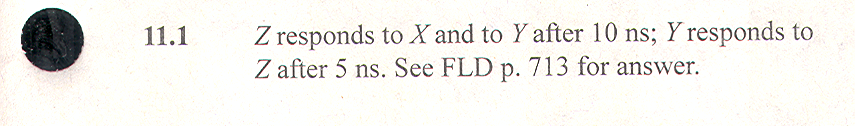 11.1 Z responds to X and to Y after 10 ns; Y responds to
Z after 5 ns. See FLD p. 713 for answer.